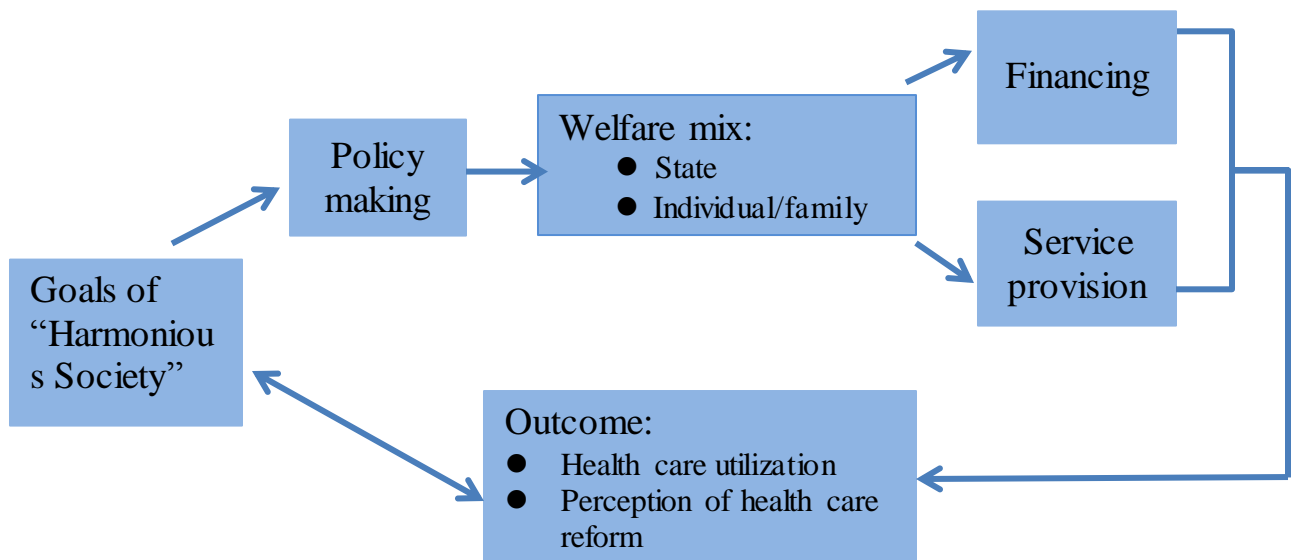 Financing
Welfare mix:
● State
● Individual/family
Policy
making
Service
provision
Goals of
“Harmoniou
s Society”
Outcome:
● Health care utilization
● Perception of health care
reform